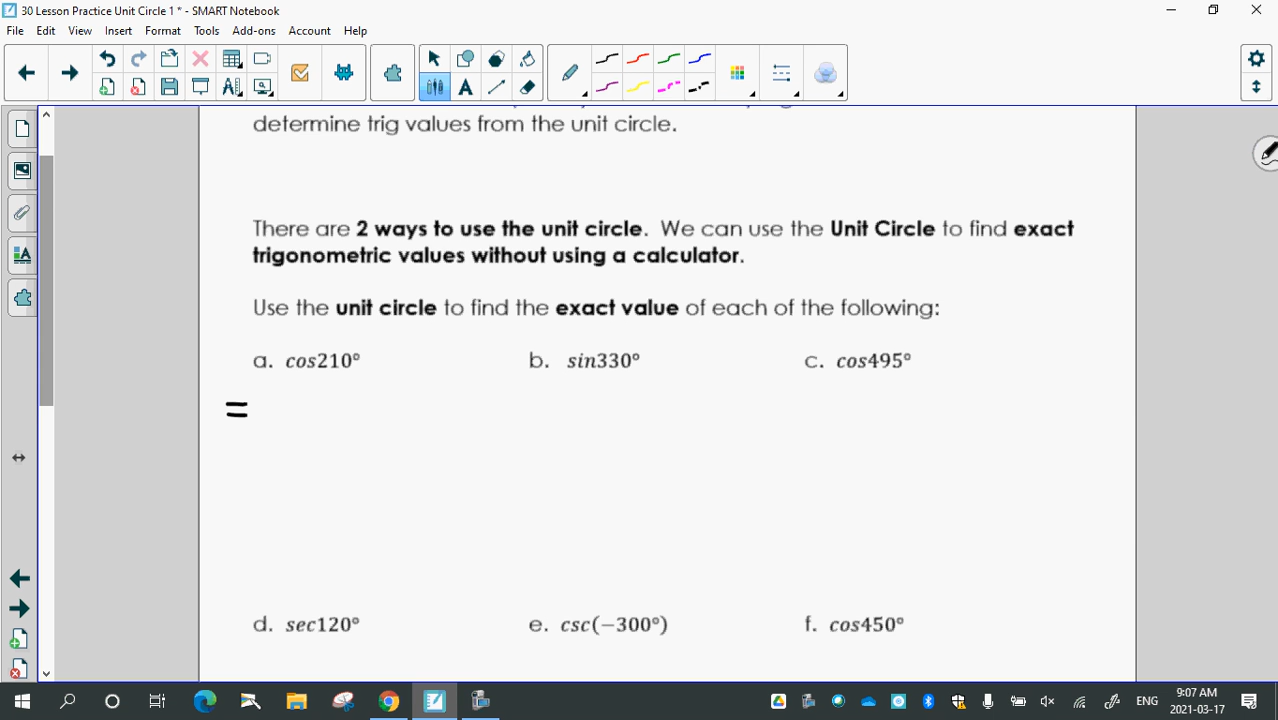 30 Lesson Practice Unit Circle 1 * - SMART Notebook
File Edit View Insert Format Tools Add-ons Account Help
determine trig values from the unit circle.
There are 2 ways to use the unit circle. We can use the Unit Circle to find exact
trigonometric values without using a calculator.
Use the unit circle to find the exact value of each of the following:
a. cos210° b. sin330° c. cos495°
=
d. sec120° e. csc(−300°) f. cos450°
ENG 9:07 AM
2021-03-17